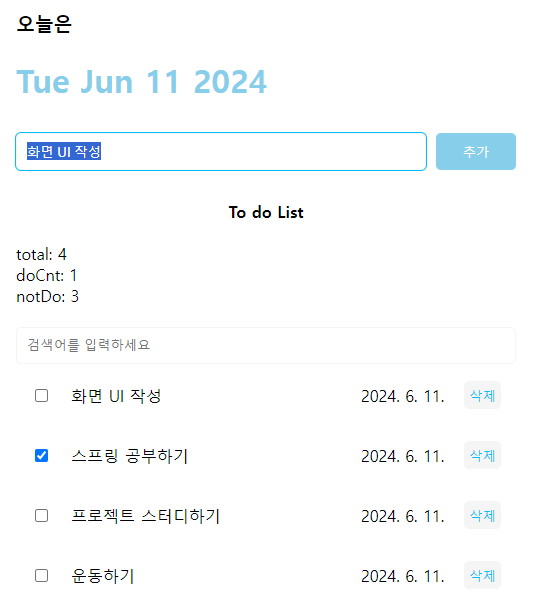 오늘은
Tue Jun 11 2024
화면 UI 작성 추가
To do List
total: 4
doCnt: 1
notDo: 3
검색어를 입력하세요
화면 UI 작성 2024. 6. 11. 삭제
스프링 공부하기 2024. 6. 11. 삭제
프로젝트 스터디하기 2024. 6. 11. 삭제
운동하기 2024. 6. 11. 삭제